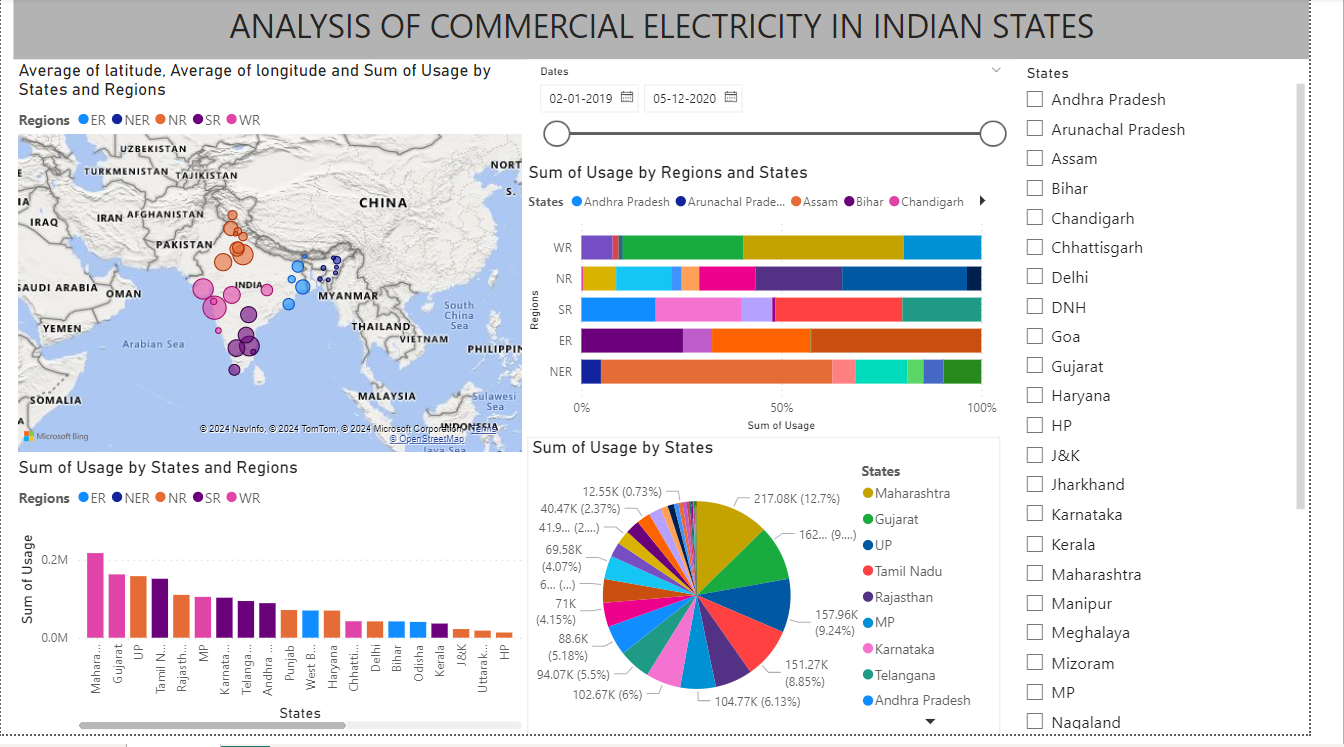 ANALYSIS OF COMMERCIAL ELECTRICITY IN INDIAN STATES
Average of latitude, Average of longitude and Sum of Usage by
States and Regions
Regions ER NER NR SR WR
UZBEKISTAN
NORT
TURKMENISTAN TAJIKISTAN
S.
CHINA
IRAN AFGHANISTAN
IRAQ
PAKISTAN
SAUDI ARABIA
OMAN
INDIA
MYANMAR
South
China
Sea
YEMEN
THAILAND
VIETNAM
Arabian Sea
PHILIPPIN
SOMALIA
MALAYSIA
Sulawesi
Sea
INDONESIA
Java Sea
Microsoft Bing
© 2024 NavInfo, © 2024 TomTom, © 2024 Microsoft Corporation, Terms
© OpenStreetMap
Sum of Usage by States and Regions
Regions ER NER NR SR WR
Sum of Usage
0.2M
0.0M
Mahara...
Gujarat
UP
Tamil N...
Rajasth...
MP
Karnata...
Telanga...
Andhra ...
Punjab
West B...
Haryana
Chhatti...
Delhi
Bihar
Odisha
Kerala
J&K
Uttrak...
HP
States
Dates
02-01-2019 05-12-2020
Sum of Usage by Regions and States
States Andhra Pradesh Arunachal Prade... Assam Bihar Chandigarh
Regions
WR
NR
SR
ER
NER
0% 50% 100%
Sum of Usage
Sum of Usage by States
12.55K (0.73%)
40.47K (2.37%)
41.9... (2....)
69.58K
(4.07%)
6... (...)
71K
(4.15%)
88.6K
(5.18%)
94.07K (5.5%)
102.67K (6%)
104.77K (6.13%)
151.27K
(8.85%)
157.96K
(9.24%)
162... (9....)
217.08K (12.7%)
States
Maharashtra
Gujarat
UP
Tamil Nadu
Rajasthan
MP
Karnataka
Telangana
Andhra Pradesh
States
Andhra Pradesh
Arunachal Pradesh
Assam
Bihar
Chandigarh
Chhattisgarh
Delhi
DNH
Goa
Gujarat
Haryana
HP
J&K
Jharkhand
Karnataka
Kerala
Maharashtra
Manipur
Meghalaya
Mizoram
MP
Nagaland